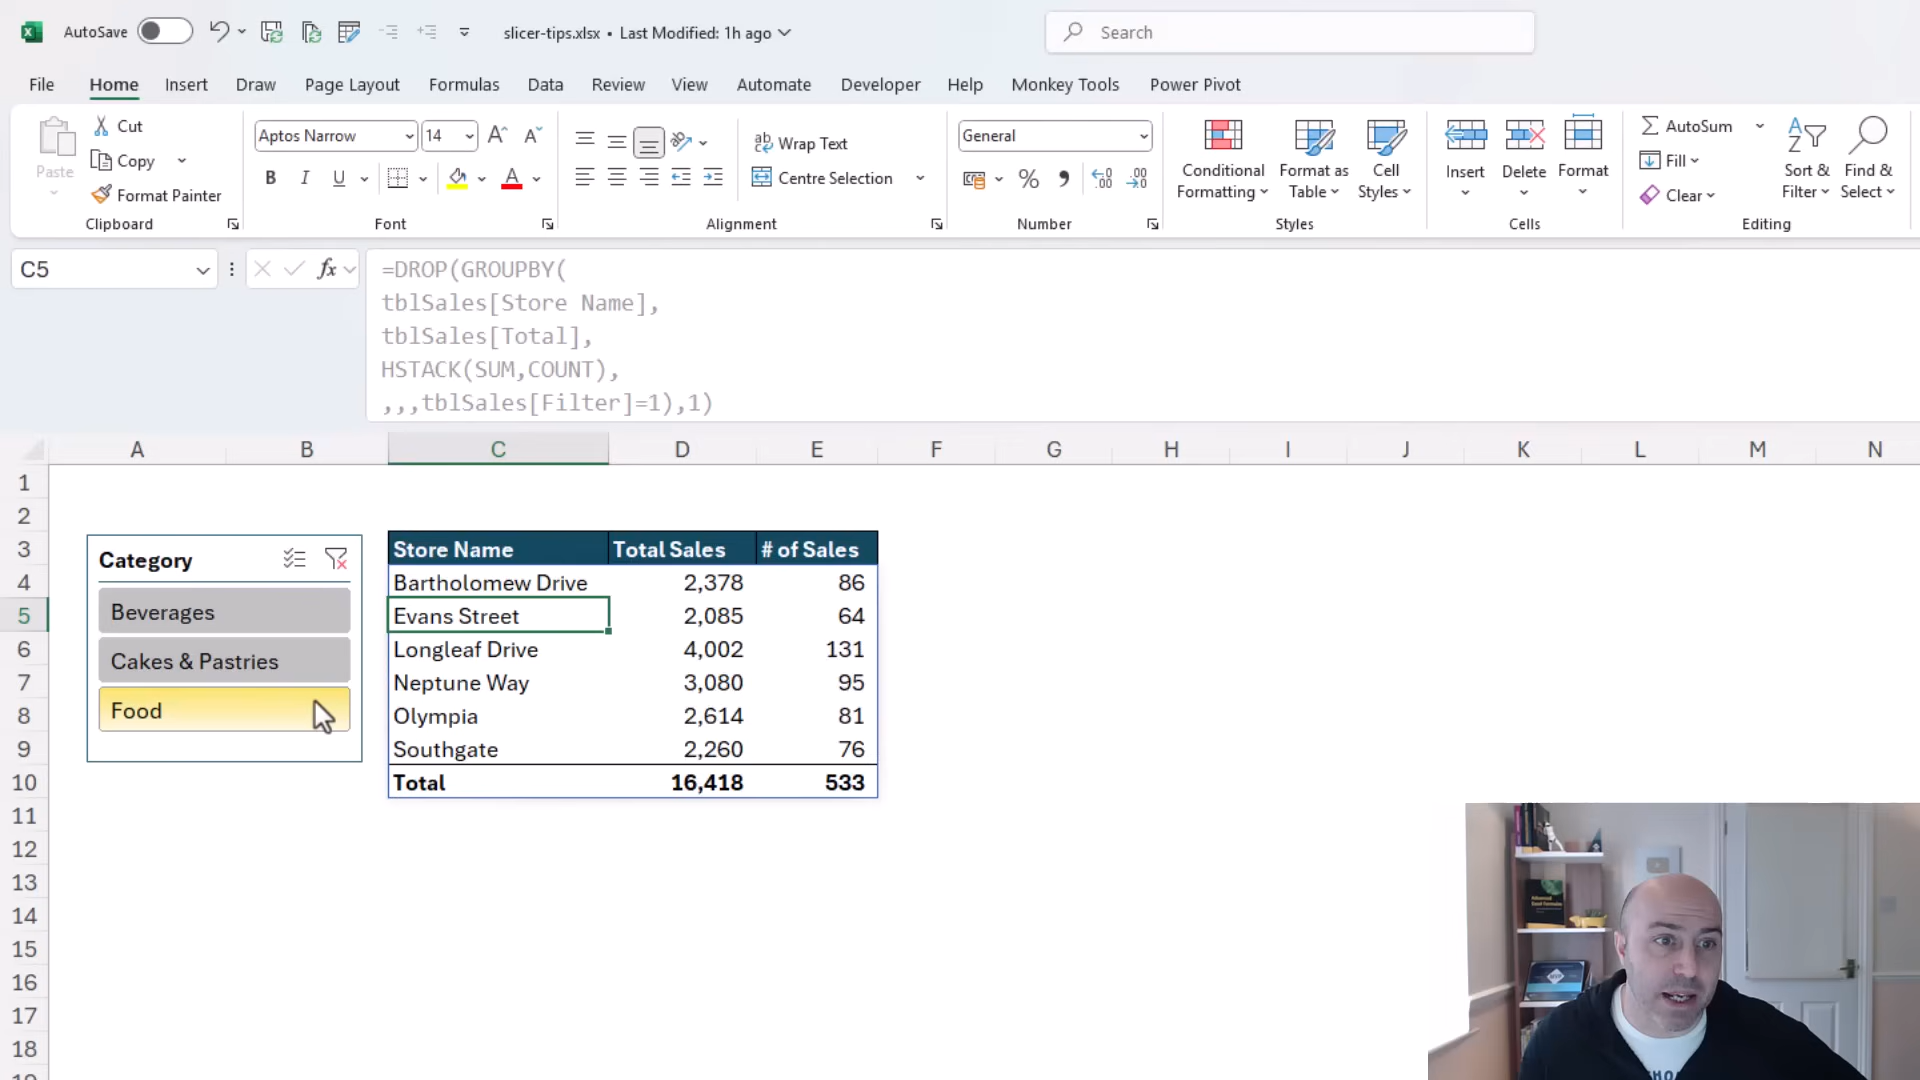 AutoSave
slicer-tips.xlsx • Last Modified: 1h ago
Search
File Home Insert Draw Page Layout Formulas Data Review View Automate Developer Help Monkey Tools Power Pivot
Paste
Cut
Copy
Format Painter
Clipboard
Aptos Narrow 14
B I U
Font
Wrap Text
Centre Selection
Alignment
General
Number
Conditional Formatting
Format as Table
Cell Styles
Styles
Insert
Delete
Format
Cells
AutoSum
Fill
Clear
Sort & Filter
Find & Select
Editing
C5
fx
=DROP(GROUPBY(
tblSales[Store Name],
tblSales[Total],
HSTACK(SUM,COUNT),
,,,tblSales[Filter]=1),1)
A B C D E F G H I J K L M N
1
2
3
4
5
6
7
8
9
10
11
12
13
14
15
16
17
18
Category
Beverages
Cakes & Pastries
Food
Store Name Total Sales # of Sales
Bartholomew Drive 2,378 86
Evans Street 2,085 64
Longleaf Drive 4,002 131
Neptune Way 3,080 95
Olympia 2,614 81
Southgate 2,260 76
Total 16,418 533